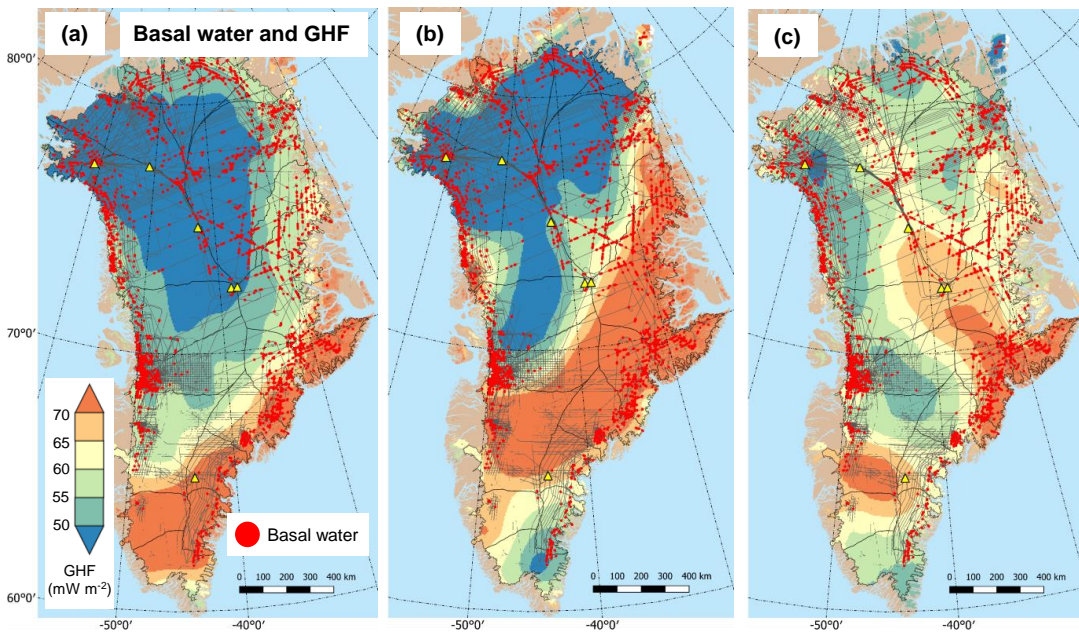 (a) Basal water and GHF
(b)
(c)
80°0′
70°0′
60°0′
70
65
60
55
50
GHF
(mW m⁻²)
Basal water
0 100 200 300 400 km
0 100 200 300 400 km
0 100 200 300 400 km
-50°0′ -40°0′
-50°0′ -40°0′
-50°0′ -40°0′